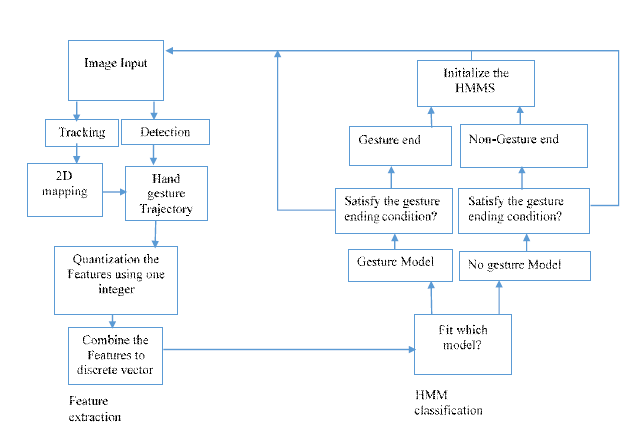 Image Input
Tracking
Detection
2D
mapping
Hand
gesture
Trajectory
Quantization the
Features using one
integer
Combine the
Features to
discrete vector
Feature
extraction
Initialize the
HMMS
Gesture end
Non-Gesture end
Satisfy the gesture
ending condition?
Satisfy the gesture
ending condition?
Gesture Model
No gesture Model
Fit which
model?
HMM
classification